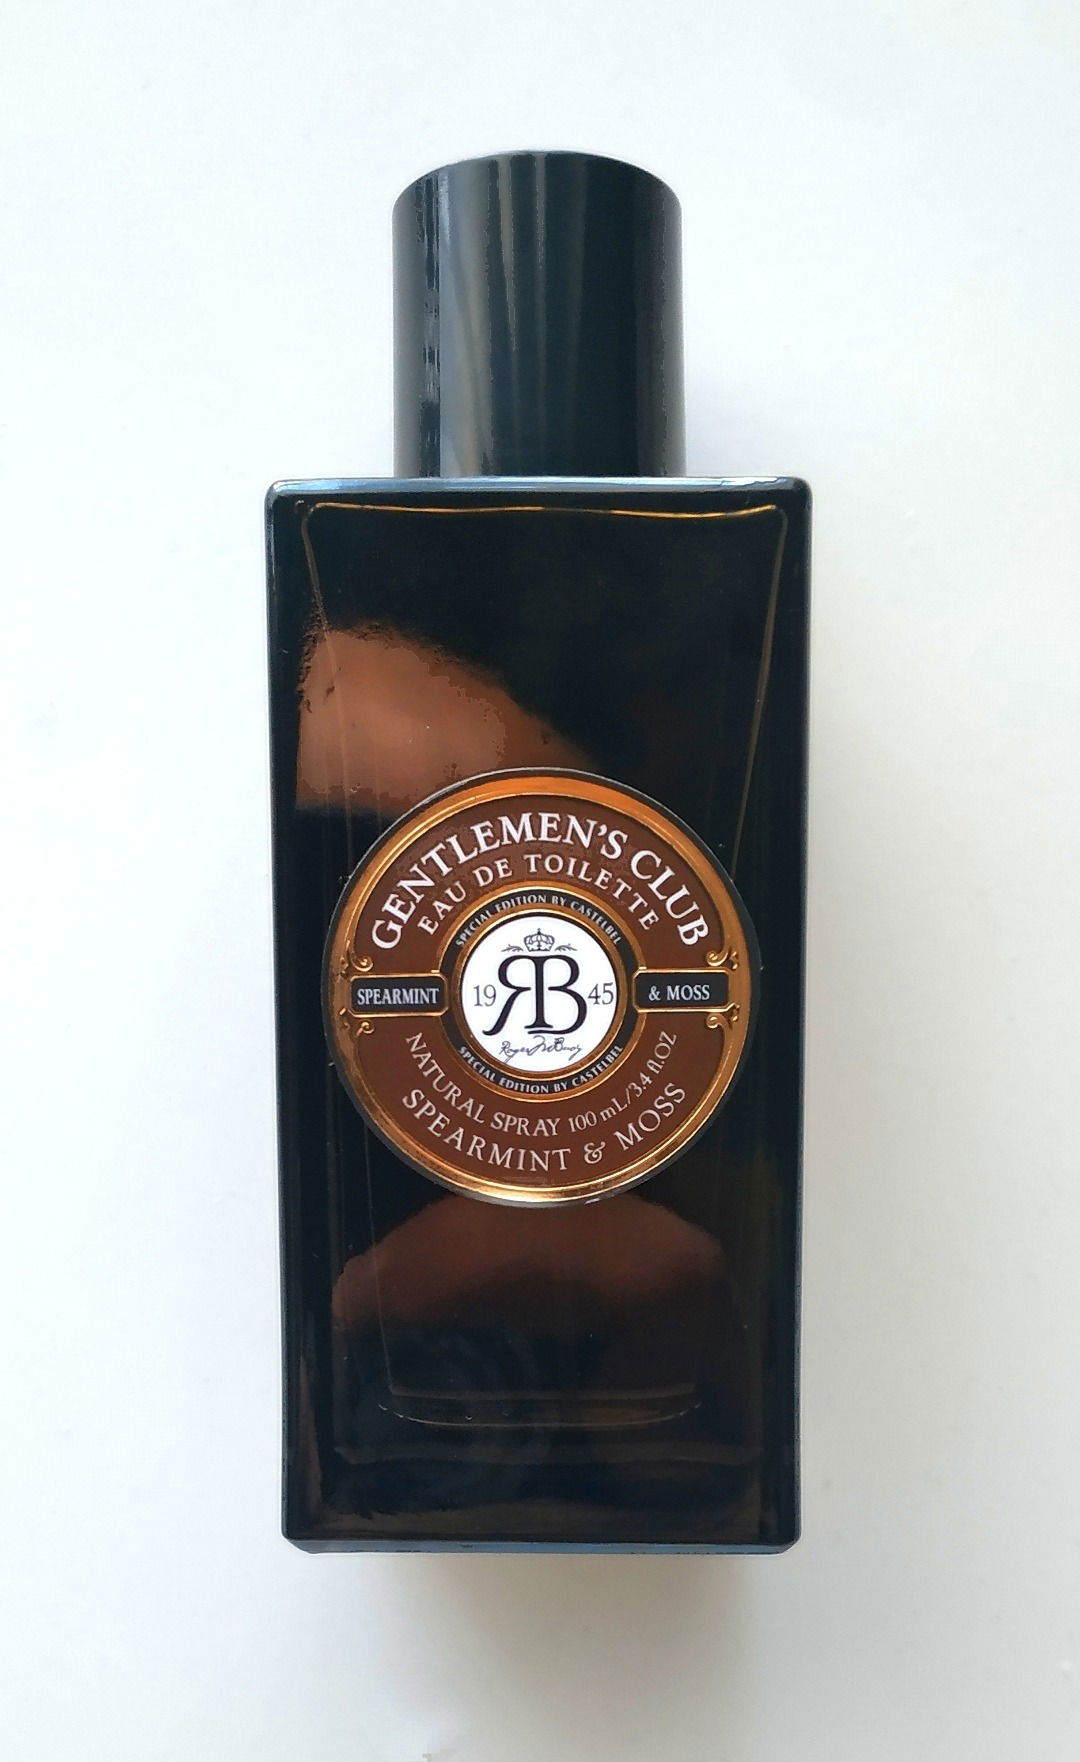 GENTLEMEN'S CLUB
EAU DE TOILETTE
SPECIAL EDITION BY CASTELBEL
SPEARMINT
19 RB 45
& MOSS
SPECIAL EDITION BY CASTELBEL
NATURAL SPRAY 100 mL/3.4 fl.OZ
SPEARMINT & MOSS